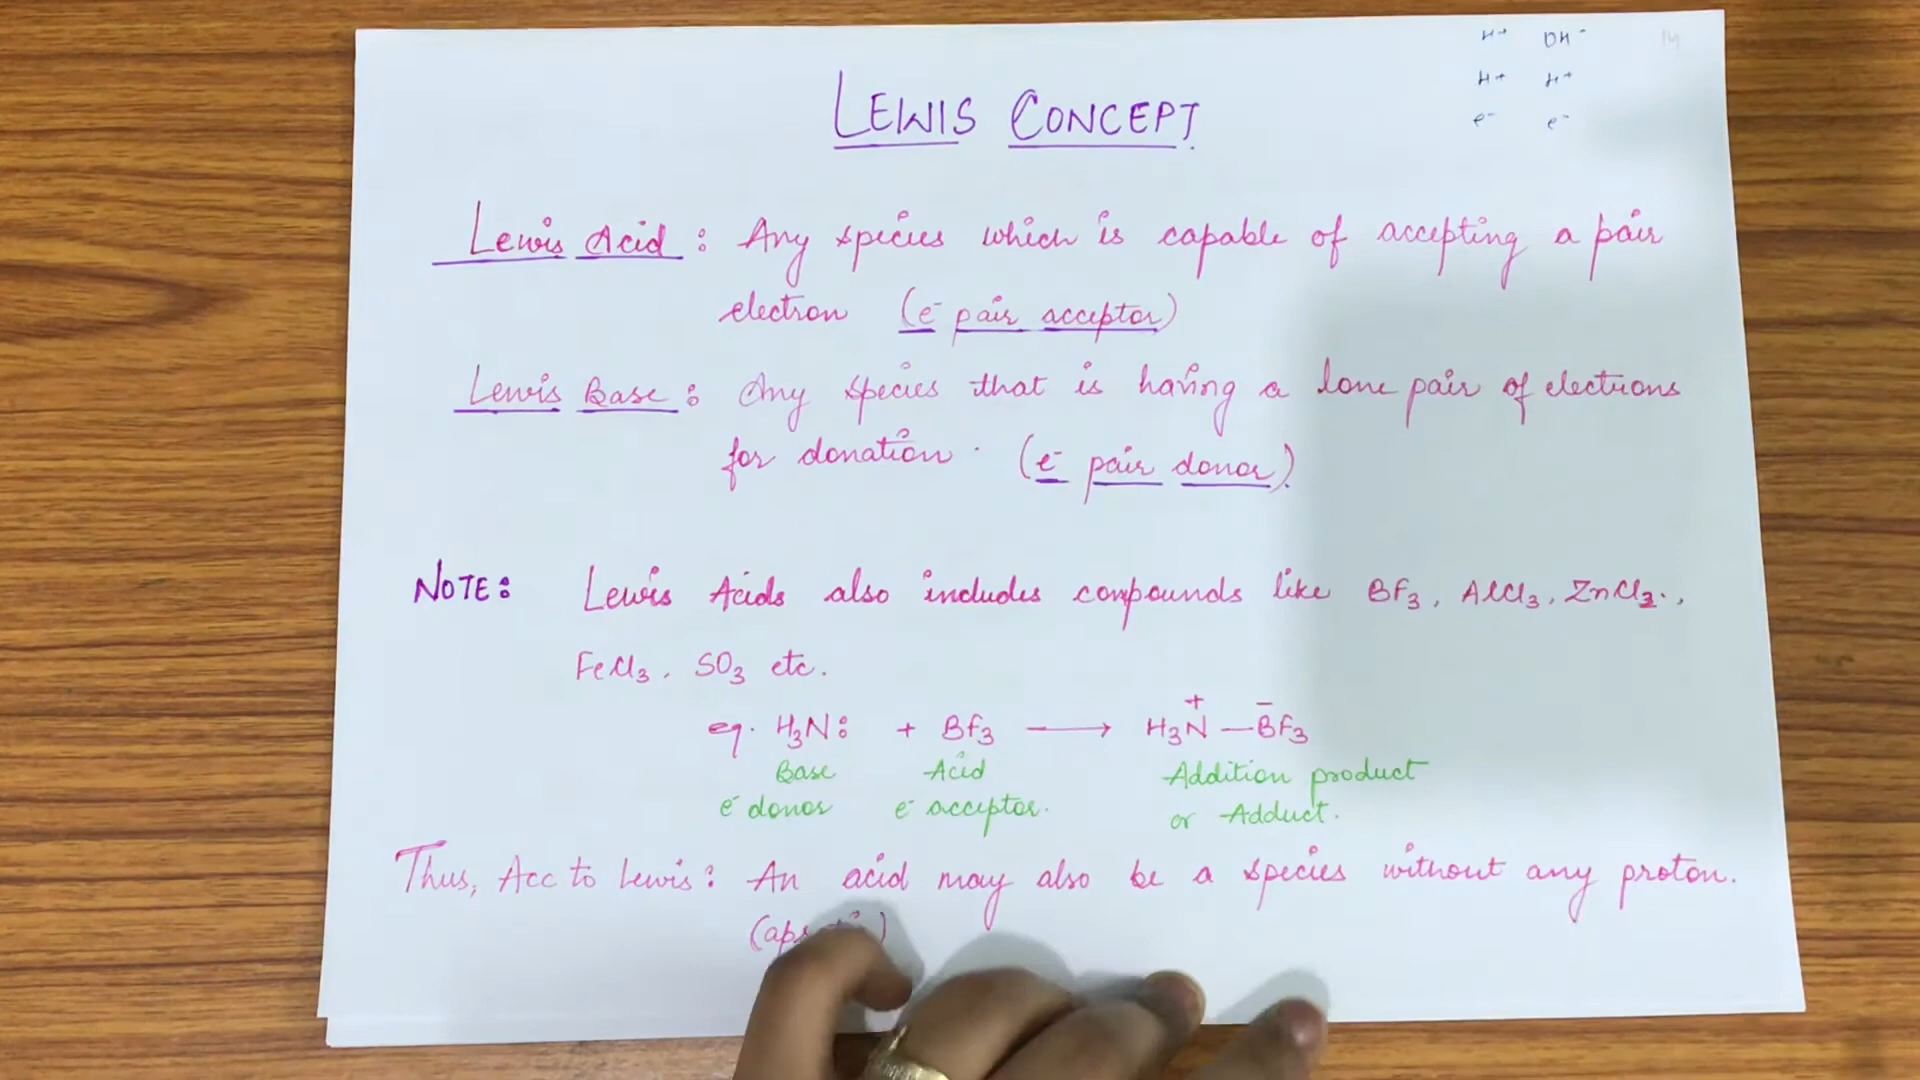 H+ OH-
H+ H+
e- e-
LEWIS CONCEPT.
Lewis Acid : Any species which is capable of accepting a pair
electron (e- pair acceptor)
Lewis Base : Any species that is having a lone pair of electrons
for donation. (e- pair donor).
NOTE: Lewis Acids also includes compounds like BF3, AlCl3, ZnCl2.,
FeCl3, SO3 etc.
eg. H3N: + BF3 ⟶ H3N+ — B-F3
Base Acid Addition product
e- donor e- acceptor. or Adduct.
Thus, Acc to Lewis: An acid may also be a species without any proton.